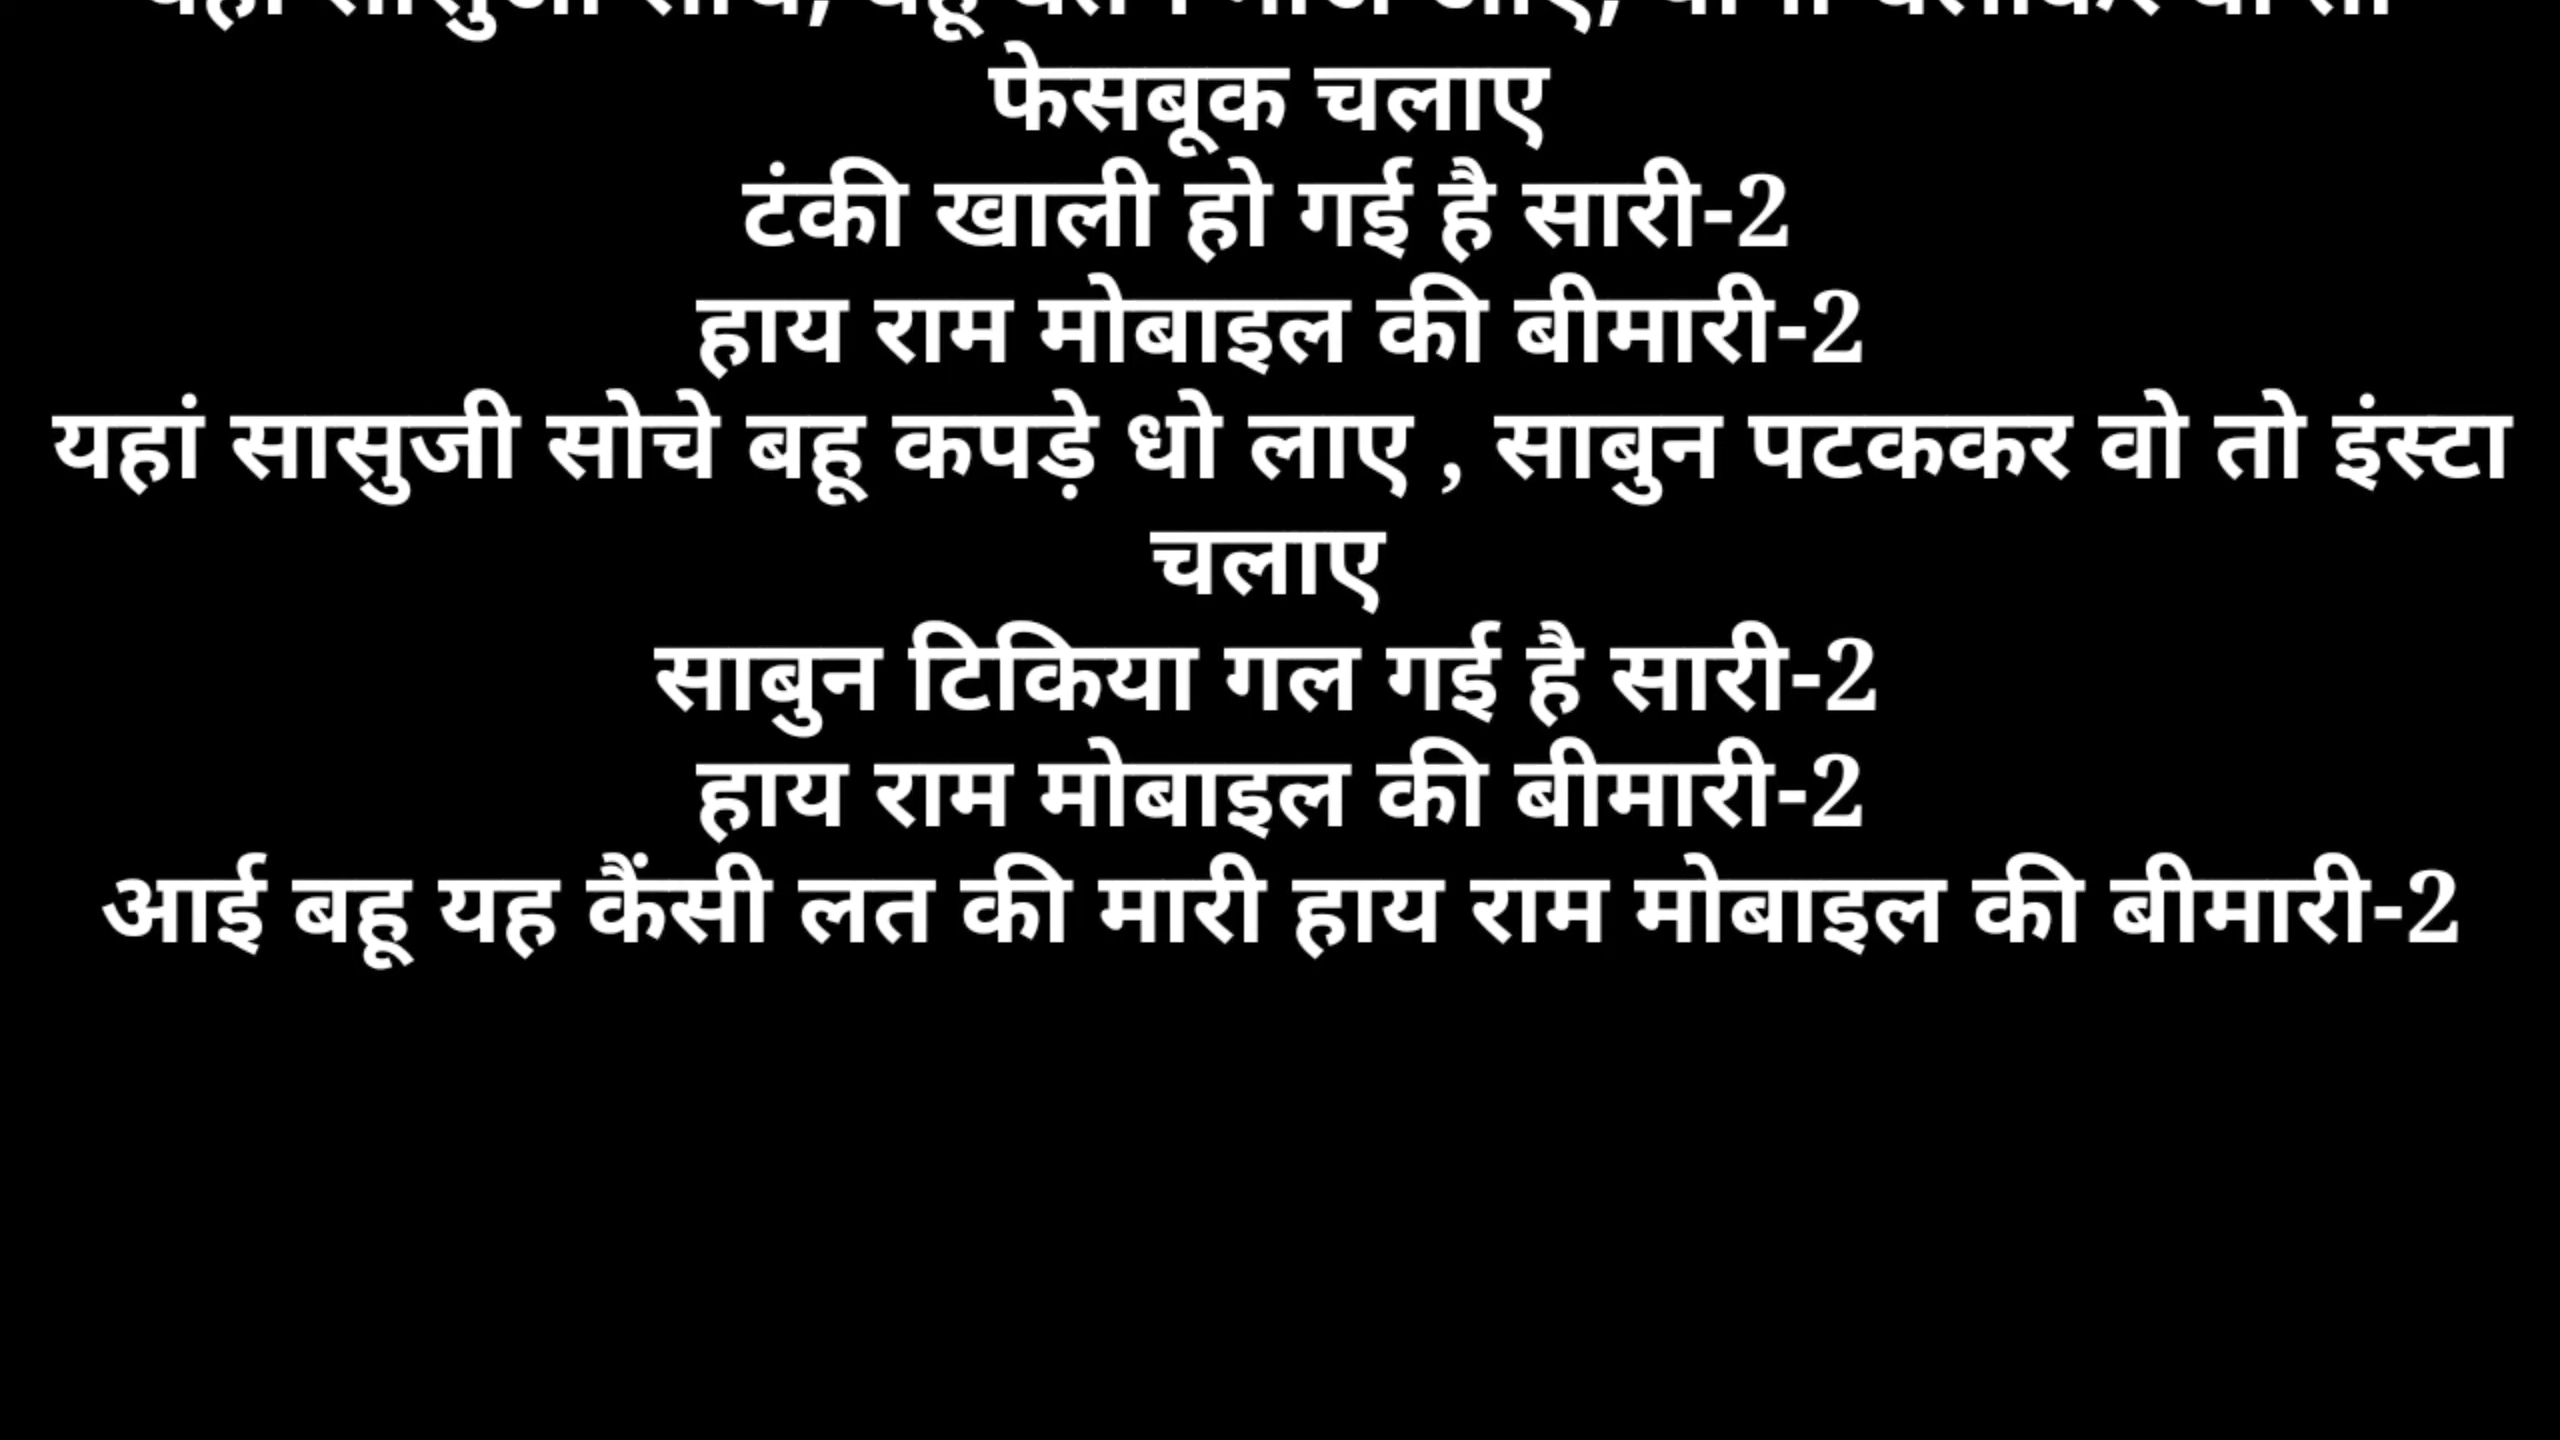 फेसबूक चलाए
टंकी खाली हो गई है सारी-2
हाय राम मोबाइल की बीमारी-2
यहां सासुजी सोचे बहू कपड़े धो लाए , साबुन पटककर वो तो इंस्टा
चलाए
साबुन टिकिया गल गई है सारी-2
हाय राम मोबाइल की बीमारी-2
आई बहू यह कैंसी लत की मारी हाय राम मोबाइल की बीमारी-2